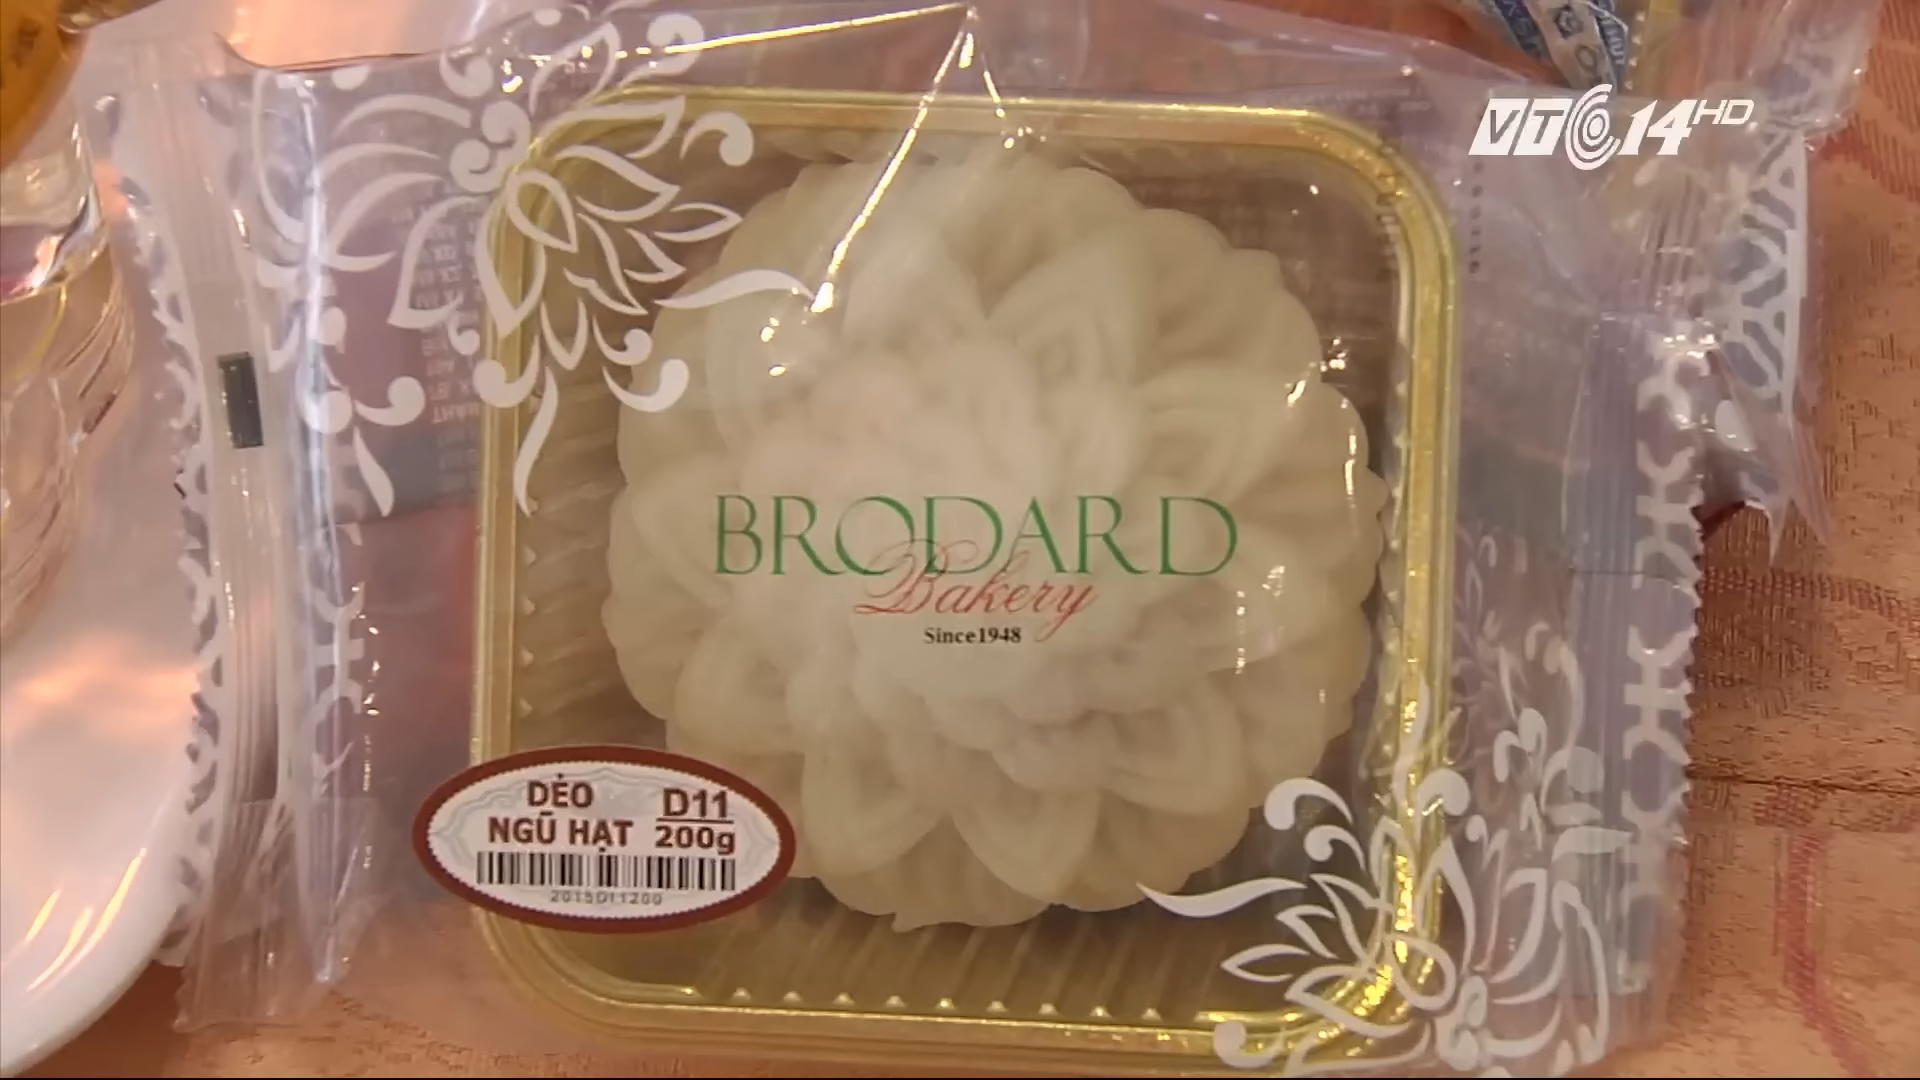 VTC14HD
BRODARD
Bakery
Since1948
DẺO
NGŨ HẠT
D11
200g
2015D11200